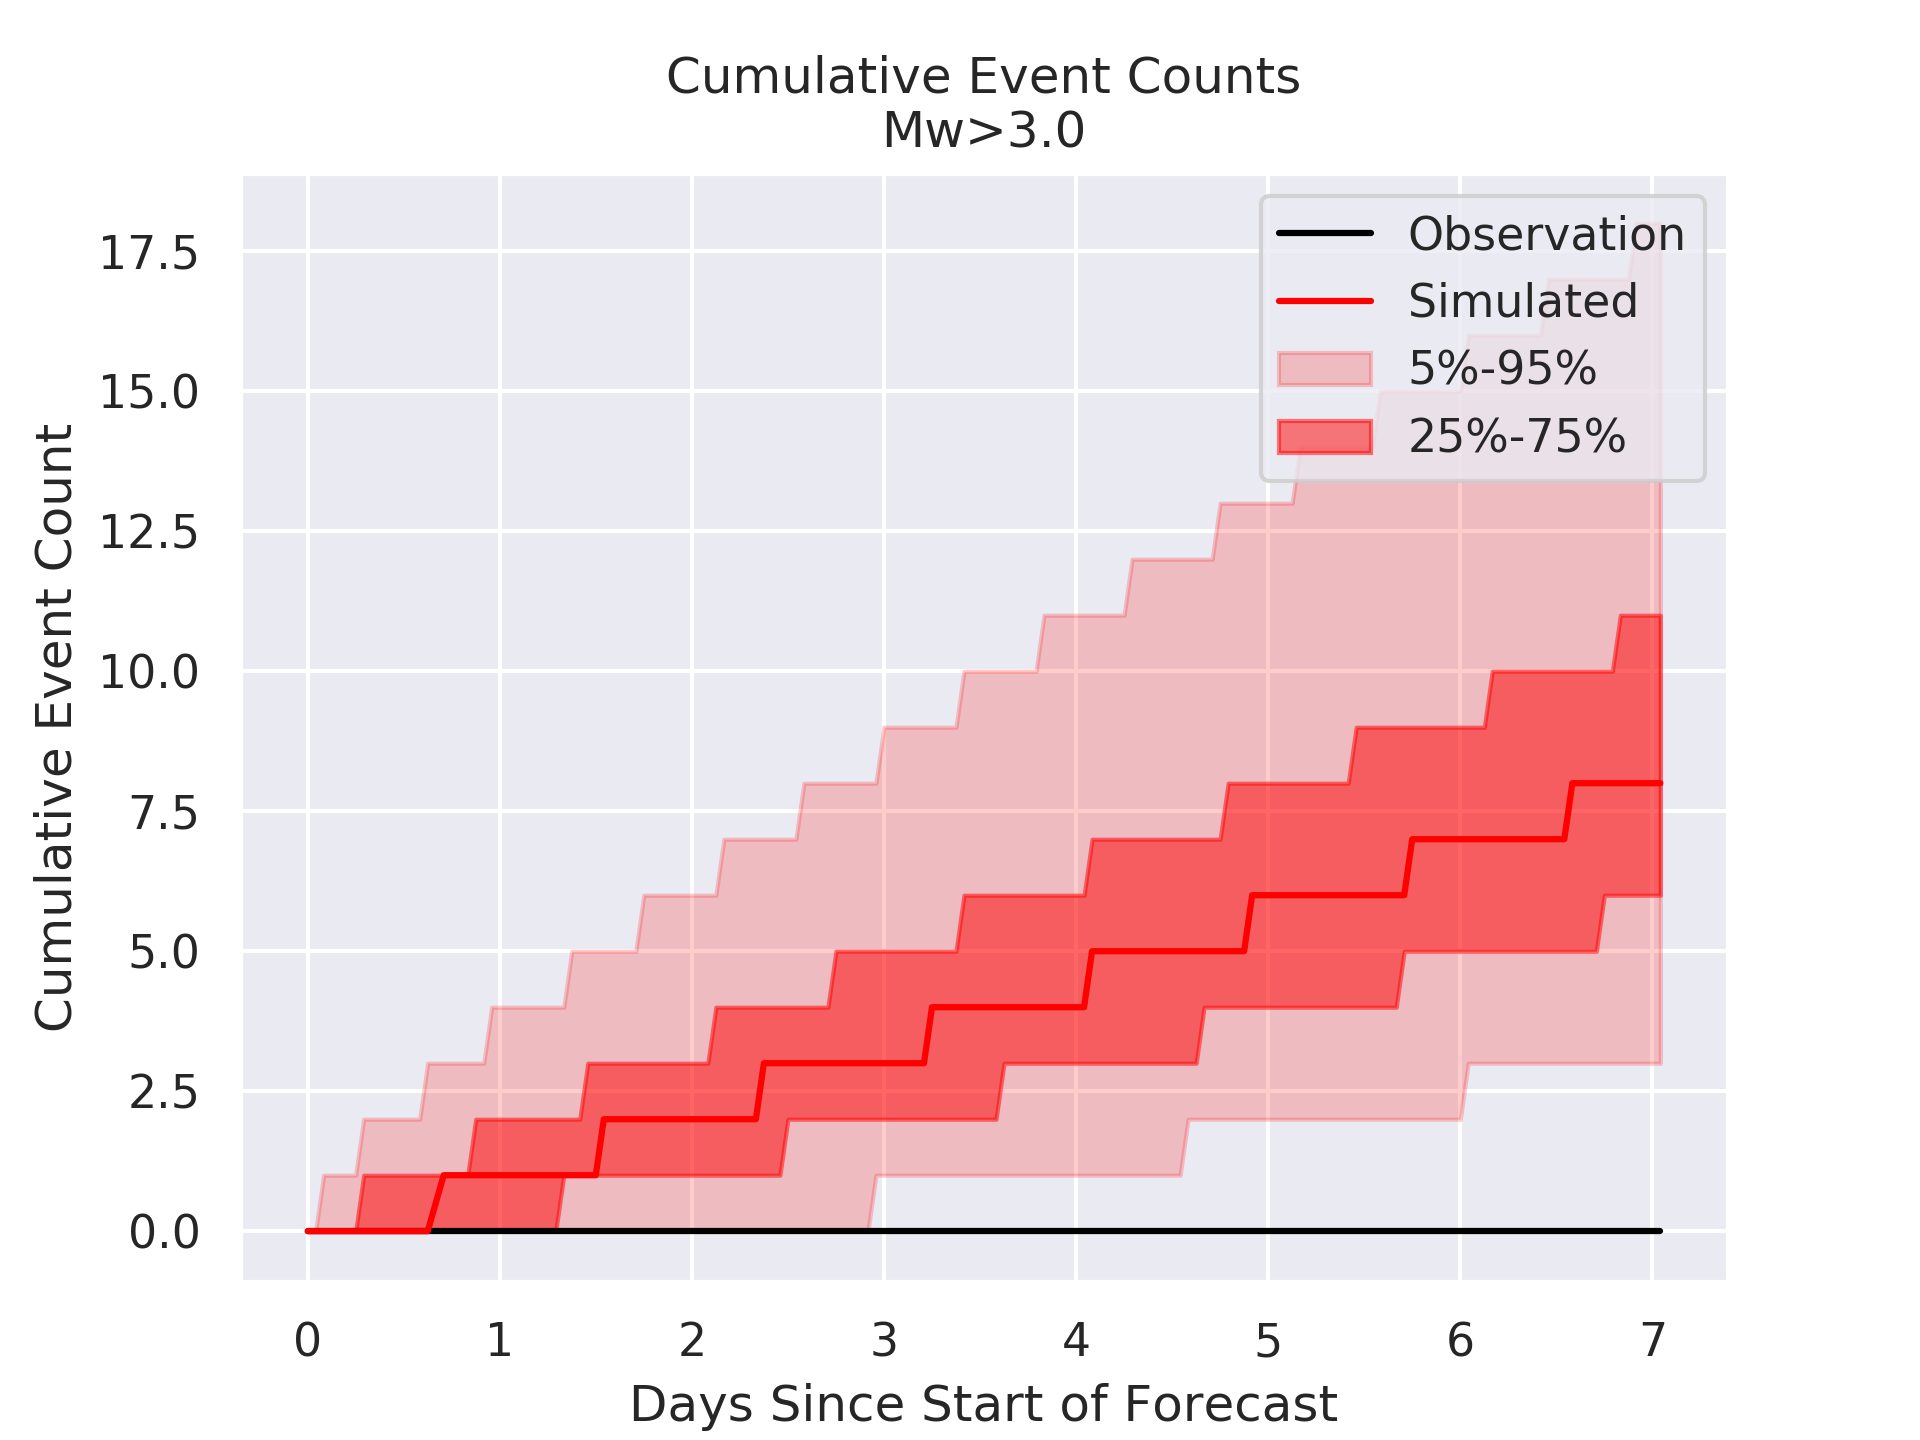 Cumulative Event Counts
Mw>3.0
Cumulative Event Count
17.5
15.0
12.5
10.0
7.5
5.0
2.5
0.0
Observation
Simulated
5%-95%
25%-75%
0 1 2 3 4 5 6 7
Days Since Start of Forecast